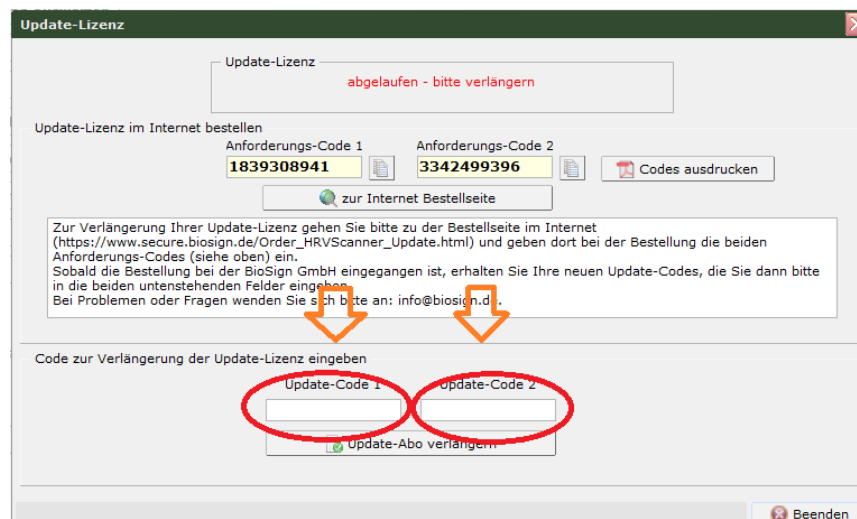 Update-Lizenz
Update-Lizenz
abgelaufen - bitte verlängern
Update-Lizenz im Internet bestellen
Anforderungs-Code 1 Anforderungs-Code 2
1839308941 3342499396 Codes ausdrucken
zur Internet Bestellseite
Zur Verlängerung Ihrer Update-Lizenz gehen Sie bitte zu der Bestellseite im Internet
(https://www.secure.biosign.de/Order_HRVScanner_Update.html) und geben dort bei der Bestellung die beiden
Anforderungs-Codes (siehe oben) ein.
Sobald die Bestellung bei der BioSign GmbH eingegangen ist, erhalten Sie Ihre neuen Update-Codes, die Sie dann bitte
in die beiden untenstehenden Felder eingeben.
Bei Problemen oder Fragen wenden Sie sich bitte an: info@biosign.de.
Code zur Verlängerung der Update-Lizenz eingeben
Update-Code 1 Update-Code 2
Update-Abo verlängern
Beenden